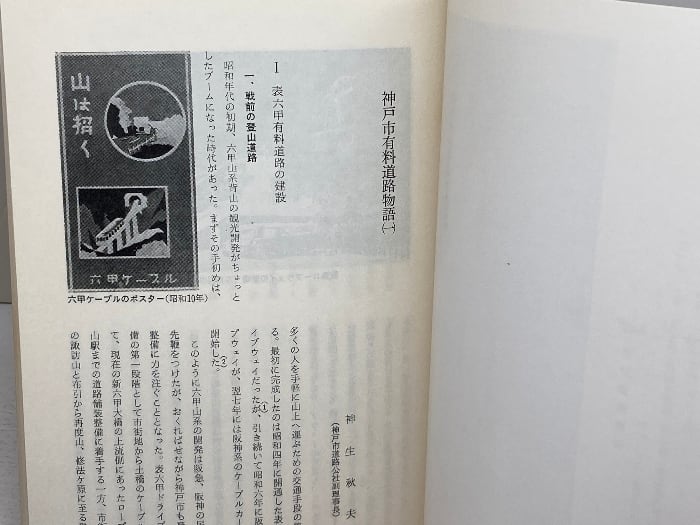 神戸市有料道路物語(一)
神生秋夫
(神戸市道路公社副理事長)
I 表六甲有料道路の建設
一、戦前の登山道路
昭和年代の初期、六甲山系背山の観光開発がちょっと
したブームになった時代があった。まずその手初めは、
山は招く
六甲ケーブル
六甲ケーブルのポスター(昭和10年)
多くの人を手軽に山上へ運ぶための交通手段の
る。最初に完成したのは昭和四年に開通した表
イブウェイだったが、(1)引き続いて昭和六年に阪
プウェイが、翌七年には阪神系のケーブルカー
開始した。(2)
このように六甲山系の開発は阪急、阪神の
先鞭をつけたが、おくればせながら神戸市も
整備に力を注ぐこととなった。表六甲ドライブ
備の第一段階として市街地から土橋のケーブ
て、現在の新六甲大橋の上流側にあったロープ
山駅までの道路舗装整備に着手する一方、市
の諏訪山と布引から再度山、修法ヶ原に至る